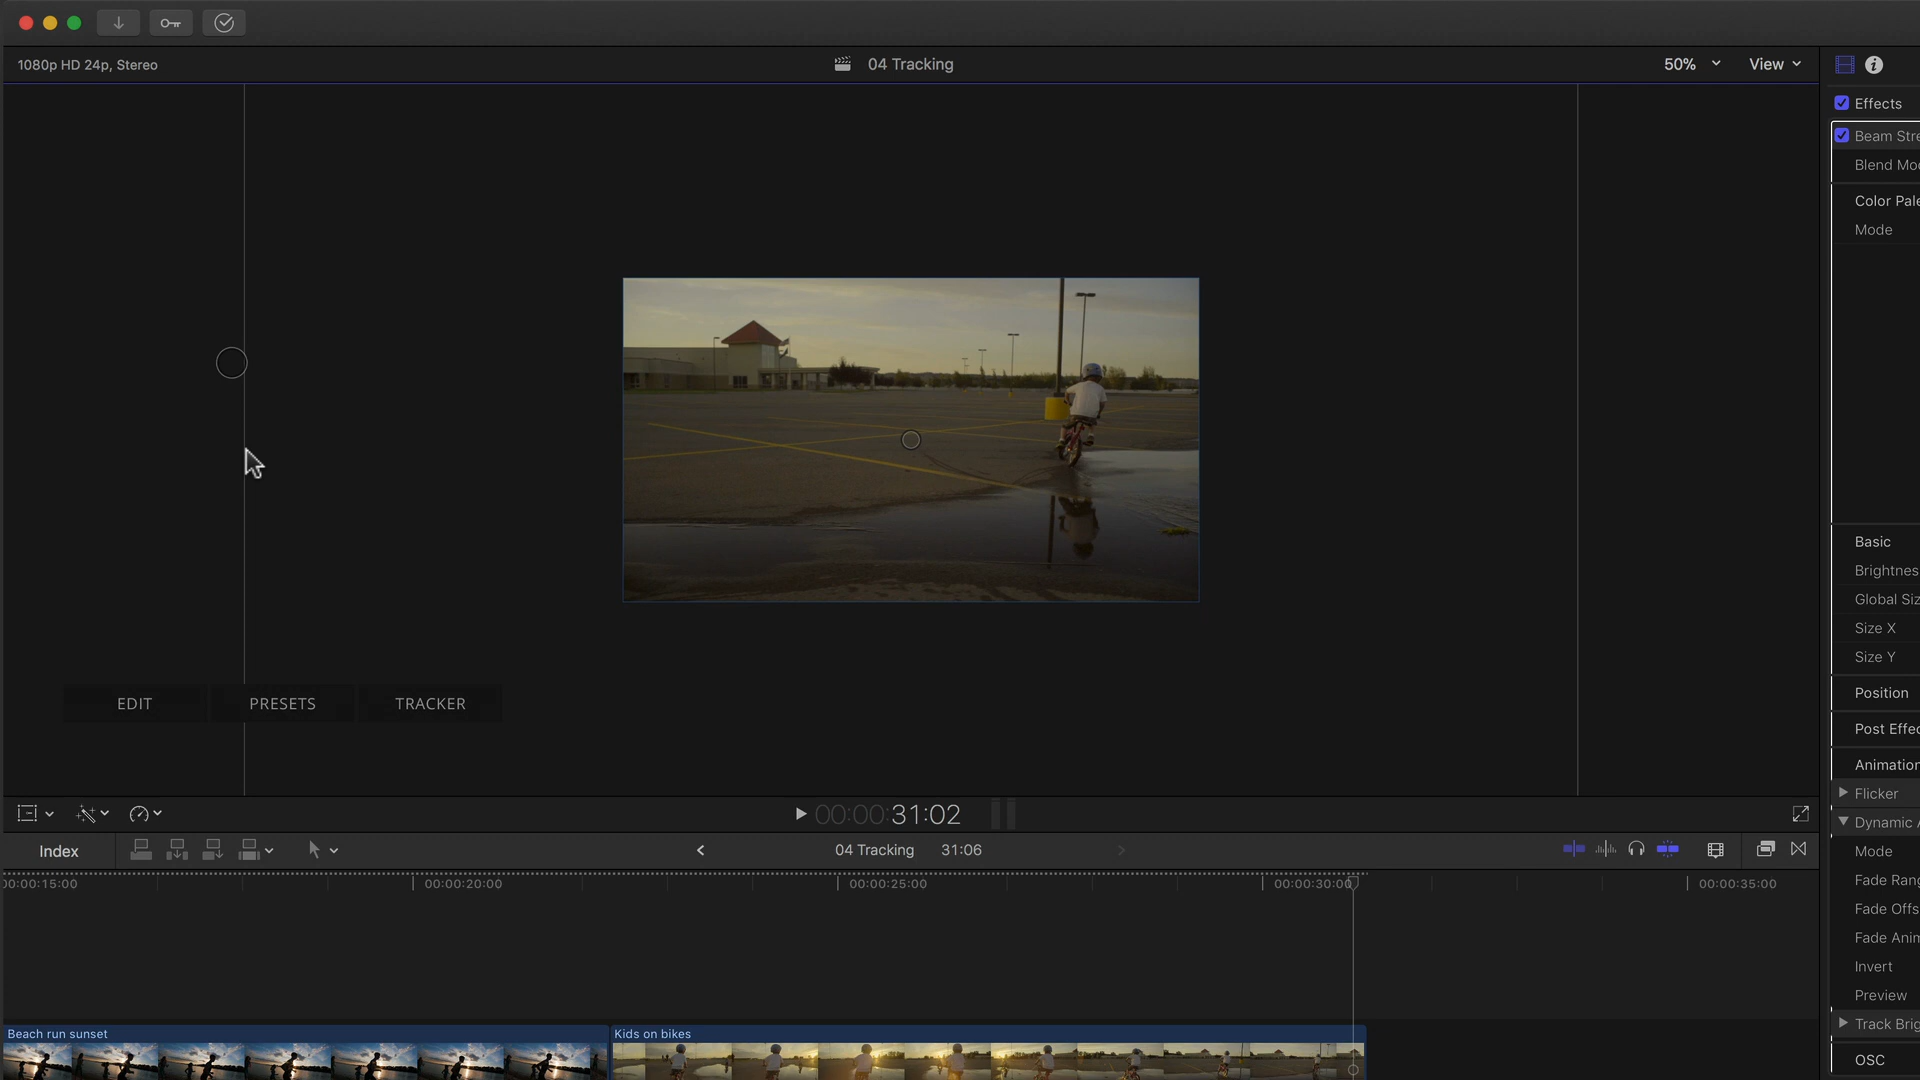 1080p HD 24p, Stereo
04 Tracking
50%
View
Effects
Beam Stre
Blend Mo
Color Pale
Mode
Basic
Brightnes
Global Siz
Size X
Size Y
EDIT
PRESETS
TRACKER
Position
Post Effec
Animation
Flicker
00:00:00:31:02
Dynamic A
Index
04 Tracking
31:06
Mode
00:00:15:00
00:00:20:00
00:00:25:00
00:00:30:00
00:00:35:00
Fade Rang
Fade Offs
Fade Anim
Invert
Preview
Track Brig
Beach run sunset
Kids on bikes
OSC